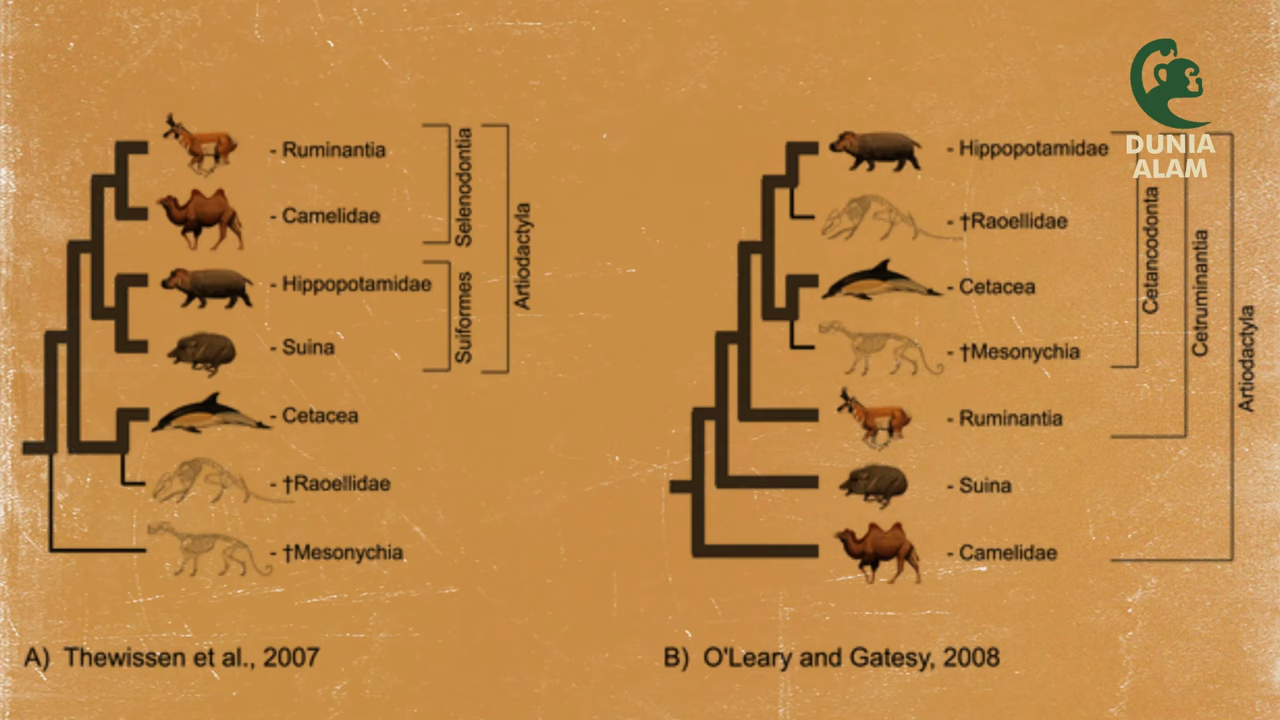 DUNIA
ALAM
- Ruminantia
- Camelidae
- Hippopotamidae
- Suina
- Cetacea
- †Raoellidae
- †Mesonychia
Selenodontia
Suiformes
Artiodactyla
A) Thewissen et al., 2007
- Hippopotamidae
- †Raoellidae
- Cetacea
- †Mesonychia
- Ruminantia
- Suina
- Camelidae
Cetancodonta
Cetruminantia
Artiodactyla
B) O'Leary and Gatesy, 2008